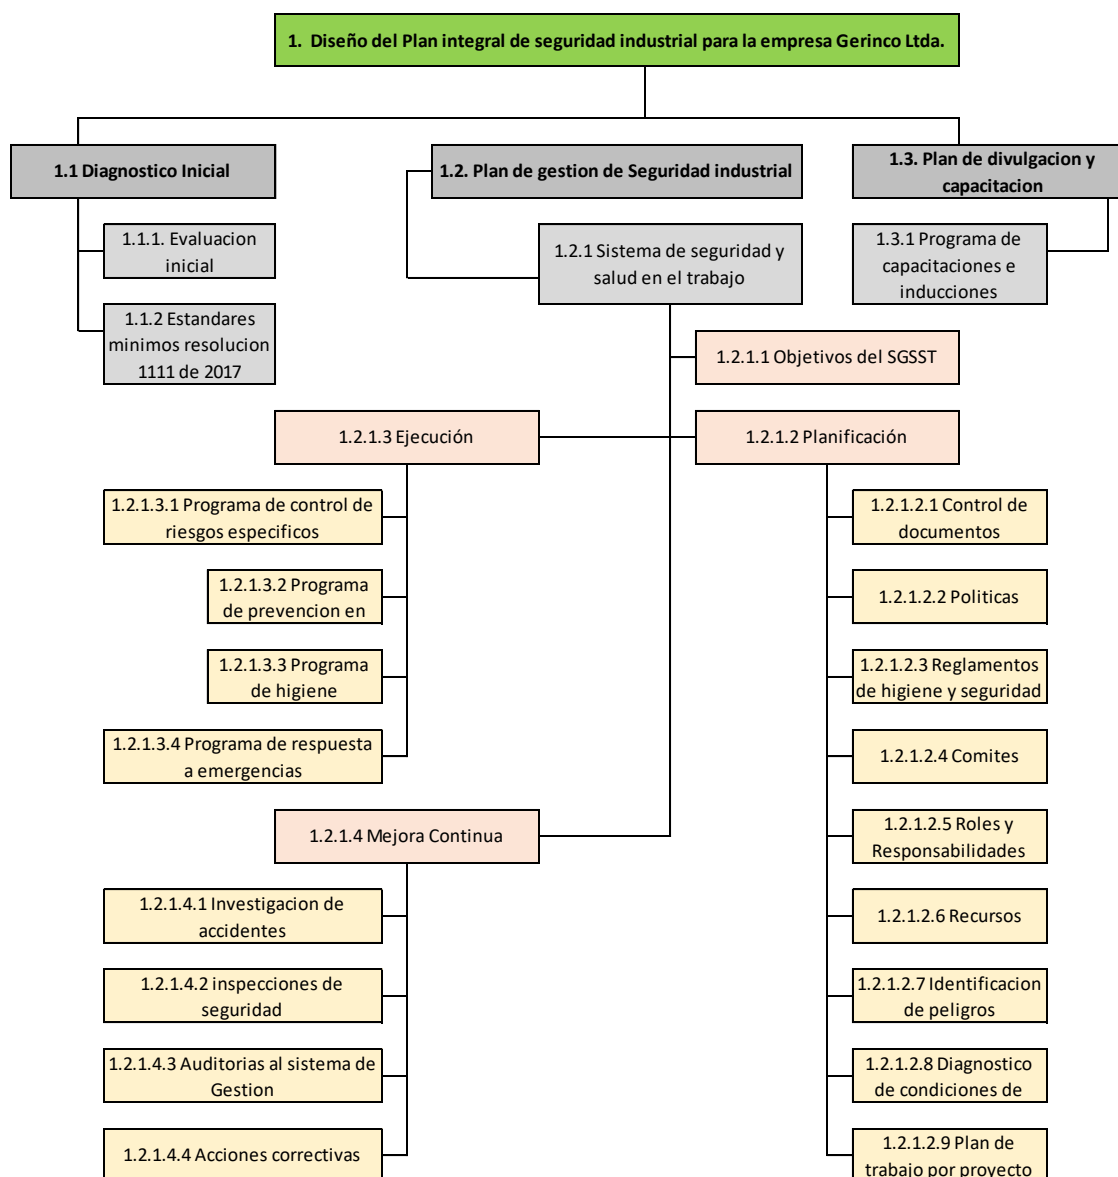 1. Diseño del Plan integral de seguridad industrial para la empresa Gerinco Ltda.
1.1 Diagnostico Inicial
1.1.1. Evaluacion
inicial
1.1.2 Estandares
minimos resolucion
1111 de 2017
1.2. Plan de gestion de Seguridad industrial
1.2.1 Sistema de seguridad y
salud en el trabajo
1.3. Plan de divulgacion y
capacitacion
1.3.1 Programa de
capacitaciones e
inducciones
1.2.1.1 Objetivos del SGSST
1.2.1.3 Ejecución
1.2.1.3.1 Programa de control de
riesgos especificos
1.2.1.3.2 Programa
de prevencion en
1.2.1.3.3 Programa
de higiene
1.2.1.3.4 Programa de respuesta
a emergencias
1.2.1.2 Planificación
1.2.1.2.1 Control de
documentos
1.2.1.2.2 Politicas
1.2.1.2.3 Reglamentos
de higiene y seguridad
1.2.1.2.4 Comites
1.2.1.2.5 Roles y
Responsabilidades
1.2.1.2.6 Recursos
1.2.1.2.7 Identificacion
de peligros
1.2.1.2.8 Diagnostico
de condiciones de
1.2.1.2.9 Plan de
trabajo por proyecto
1.2.1.4 Mejora Continua
1.2.1.4.1 Investigacion de
accidentes
1.2.1.4.2 inspecciones de
seguridad
1.2.1.4.3 Auditorias al sistema de
Gestion
1.2.1.4.4 Acciones correctivas